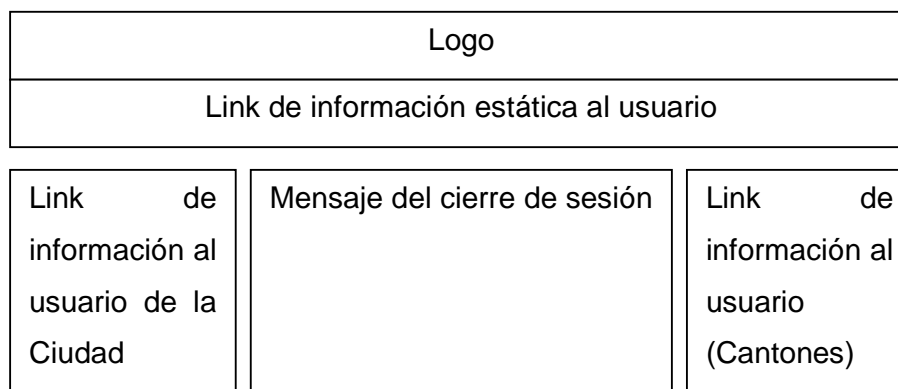 Logo
Link de información estática al usuario
Link de
información al
usuario de la
Ciudad
Mensaje del cierre de sesión
Link de
información al
usuario
(Cantones)